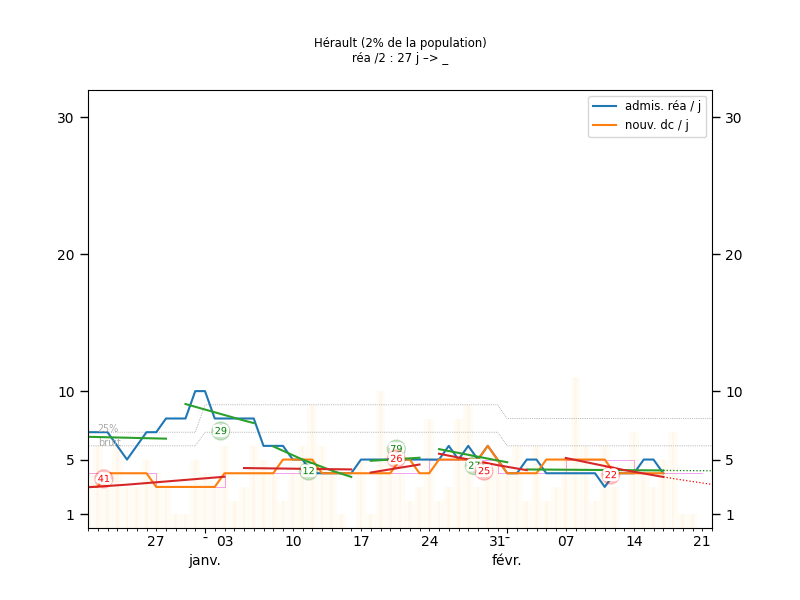 Hérault (2% de la population)
réa /2 : 27 j –> _
admis. réa / j
nouv. dc / j
30 30
20 20
10 10
25%
29
bruit
79
5 26 5
12 25
41 22
1 1
27 - 03 10 17 24 31- 07 14 21
janv. févr.